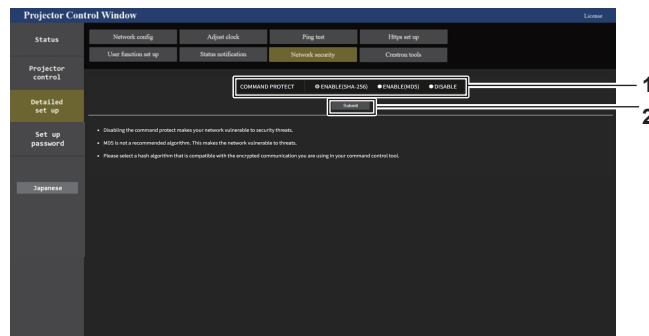 Projector Control Window
License
Status
Network config
Adjust clock
Ping test
Https set up
User function set up
Status notification
Network security
Crestron tools
Projector
control
COMMAND PROTECT
ENABLE(SHA-256)
ENABLE(MD5)
DISABLE
1
Detailed
set up
Submit
2
Set up
password
• Disabling the command protect makes your network vulnerable to security threats.
• MD5 is not a recommended algorithm. This makes the network vulnerable to threats.
• Please select a hash algorithm that is compatible with the encrypted communication you are using in your command control tool.
Japanese